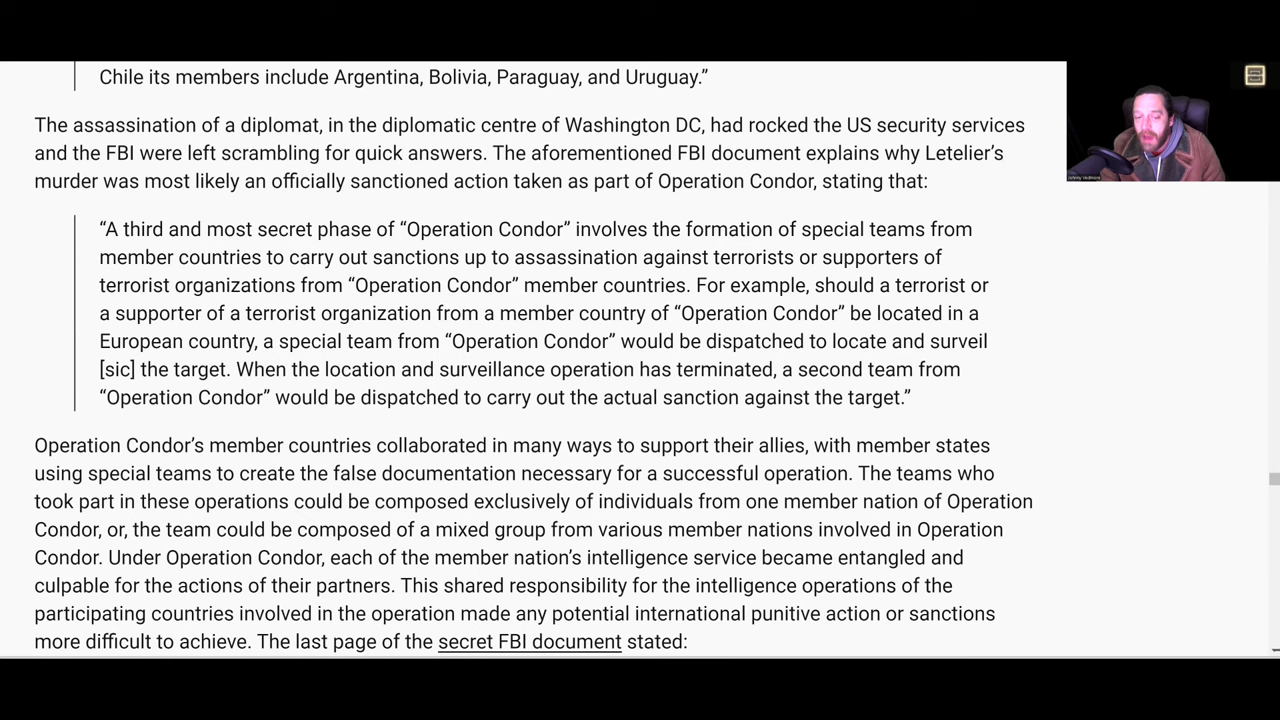 Chile its members include Argentina, Bolivia, Paraguay, and Uruguay.”
The assassination of a diplomat, in the diplomatic centre of Washington DC, had rocked the US security services
and the FBI were left scrambling for quick answers. The aforementioned FBI document explains why Letelier’s
murder was most likely an officially sanctioned action taken as part of Operation Condor, stating that:
“A third and most secret phase of “Operation Condor” involves the formation of special teams from
member countries to carry out sanctions up to assassination against terrorists or supporters of
terrorist organizations from “Operation Condor” member countries. For example, should a terrorist or
a supporter of a terrorist organization from a member country of “Operation Condor” be located in a
European country, a special team from “Operation Condor” would be dispatched to locate and surveil
[sic] the target. When the location and surveillance operation has terminated, a second team from
“Operation Condor” would be dispatched to carry out the actual sanction against the target.”
Operation Condor’s member countries collaborated in many ways to support their allies, with member states
using special teams to create the false documentation necessary for a successful operation. The teams who
took part in these operations could be composed exclusively of individuals from one member nation of Operation
Condor, or, the team could be composed of a mixed group from various member nations involved in Operation
Condor. Under Operation Condor, each of the member nation’s intelligence service became entangled and
culpable for the actions of their partners. This shared responsibility for the intelligence operations of the
participating countries involved in the operation made any potential international punitive action or sanctions
more difficult to achieve. The last page of the secret FBI document stated: